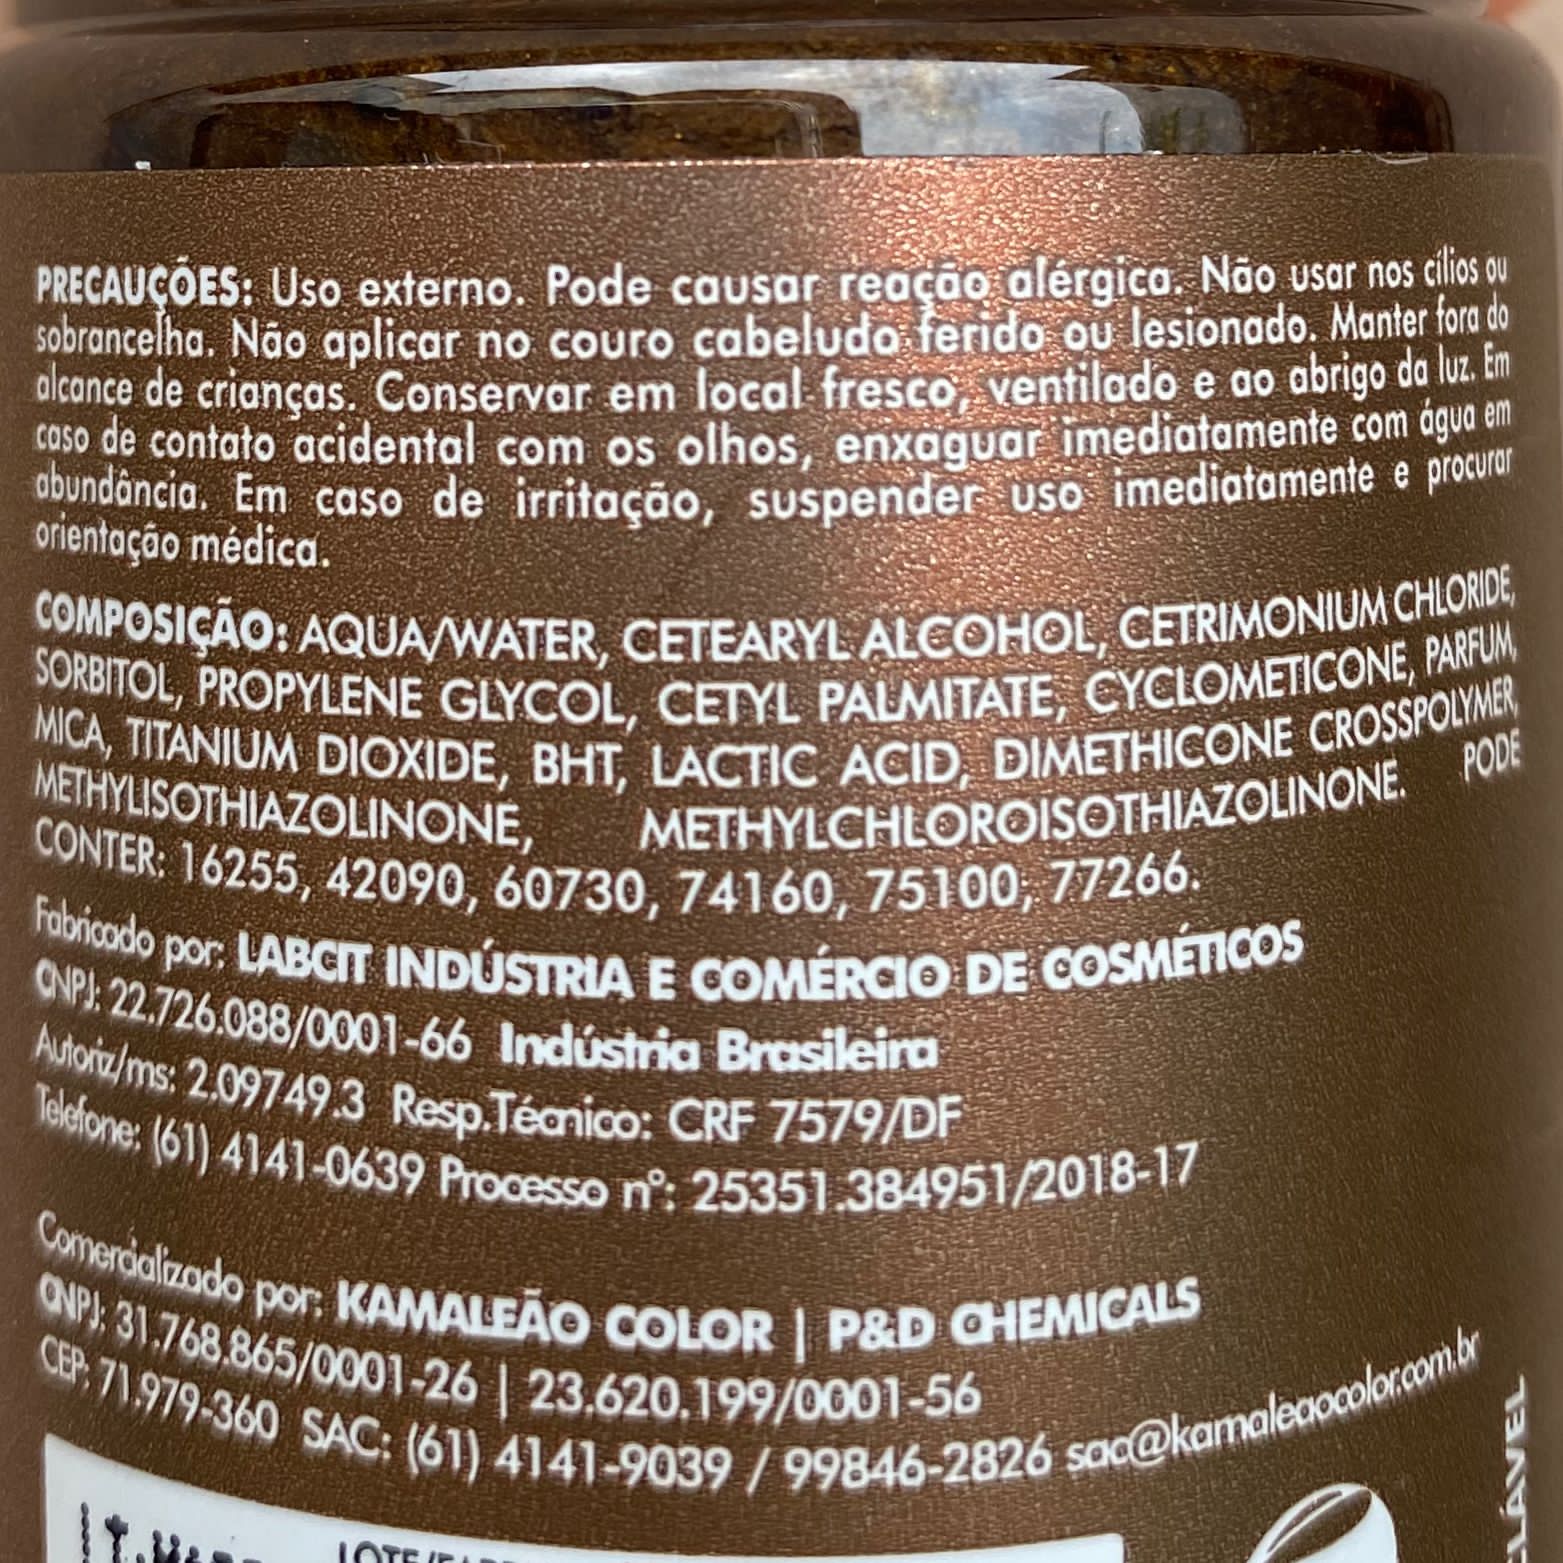 PRECAUÇÕES: Uso externo. Pode causar reação alérgica. Não usar nos cílios ou
sobrancelha. Não aplicar no couro cabeludo ferido ou lesionado. Manter fora do
alcance de crianças. Conservar em local fresco, ventilado e ao abrigo da luz. Em
caso de contato acidental com os olhos, enxaguar imediatamente com água em
abundância. Em caso de irritação, suspender uso imediatamente e procurar
orientação médica.
COMPOSIÇÃO: AQUA/WATER, CETEARYL ALCOHOL, CETRIMONIUM CHLORIDE,
SORBITOL, PROPYLENE GLYCOL, CETYL PALMITATE, CYCLOMETICONE, PARFUM,
MICA, TITANIUM DIOXIDE, BHT, LACTIC ACID, DIMETHICONE CROSSPOLYMER,
METHYLISOTHIAZOLINONE, METHYLCHLOROISOTHIAZOLINONE. PODE
CONTER: 16255, 42090, 60730, 74160, 75100, 77266.
Fabricado por: LABCIT INDÚSTRIA E COMÉRCIO DE COSMÉTICOS
CNPJ: 22.726.088/0001-66 Indústria Brasileira
Autoriz/ms: 2.09749.3 Resp.Técnico: CRF 7579/DF
Telefone: (61) 4141-0639 Processo nº: 25351.384951/2018-17
Comercializado por: KAMALEÃO COLOR | P&D CHEMICALS
CNPJ: 31.768.865/0001-26 | 23.620.199/0001-56
CEP: 71.979-360 SAC: (61) 4141-9039 / 99846-2826 sac@kamaleaocolor.com.br